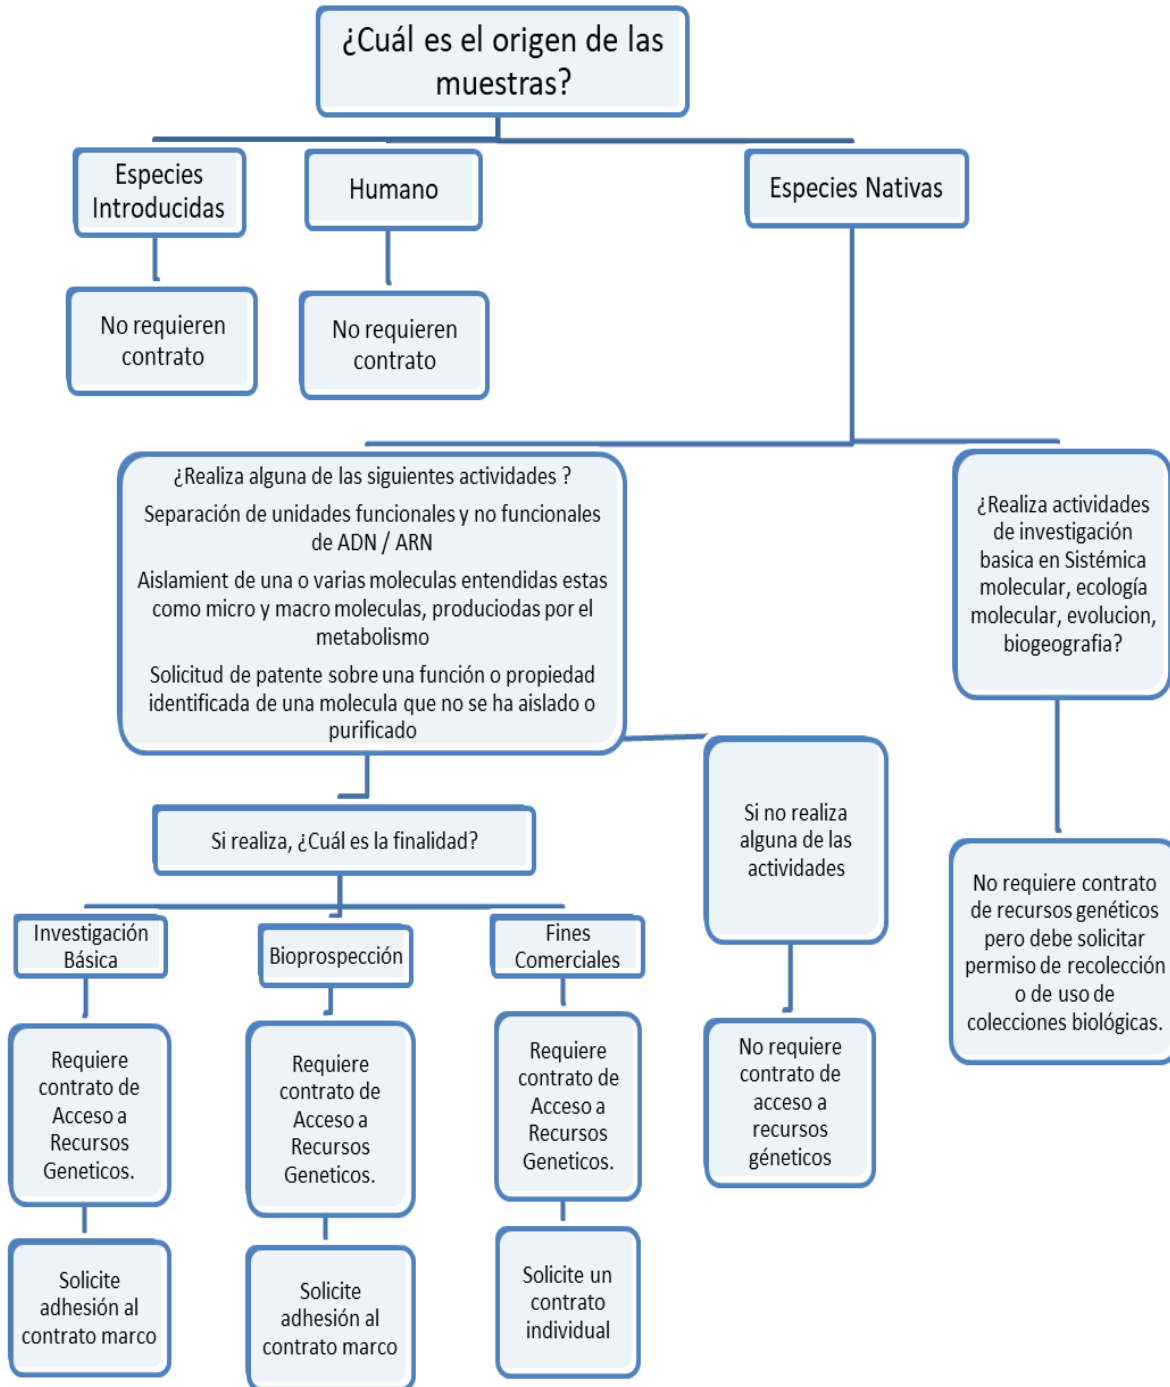 ¿Cuál es el origen de las
muestras?
Especies
Introducidas
Humano
Especies Nativas
No requieren
contrato
No requieren
contrato
¿Realiza alguna de las siguientes actividades ?
Separación de unidades funcionales y no funcionales
de ADN / ARN
Aislamient de una o varias moleculas entendidas estas
como micro y macro moleculas, produciodas por el
metabolismo
Solicitud de patente sobre una función o propiedad
identificada de una molecula que no se ha aislado o
purificado
¿Realiza actividades
de investigación
basica en Sistémica
molecular, ecología
molecular, evolucion,
biogeografia?
Si realiza, ¿Cuál es la finalidad?
Si no realiza
alguna de las
actividades
No requiere contrato
de recursos genéticos
pero debe solicitar
permiso de recolección
o de uso de
colecciones biológicas.
Investigación
Básica
Bioprospección
Fines
Comerciales
Requiere
contrato de
Acceso a
Recursos
Geneticos.
Requiere
contrato de
Acceso a
Recursos
Geneticos.
Requiere
contrato de
Acceso a
Recursos
Geneticos.
No requiere
contrato de
acceso a
recursos
géneticos
Solicite
adhesión al
contrato marco
Solicite
adhesión al
contrato marco
Solicite un
contrato
individual